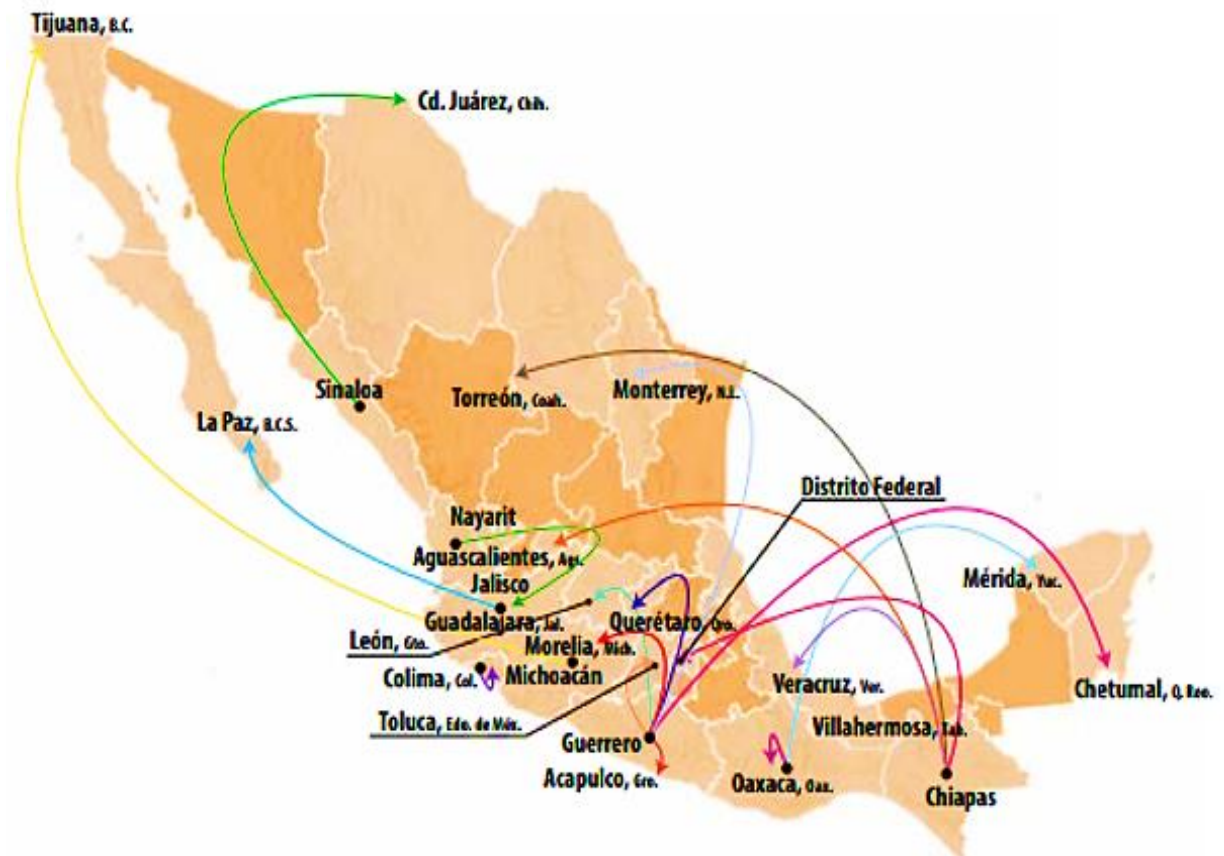 Tijuana, B.C.
Cd. Juárez, Chih.
Sinaloa
Torreón, Coah.
Monterrey, N.L.
La Paz, B.C.S.
Distrito Federal
Nayarit
Aguascalientes, Ags.
Mérida, Yuc.
Jalisco
Guadalajara, Jal.
Querétaro, Qro.
León, Gto.
Morelia, Mich.
Colima, Col.
Michoacán
Veracruz, Ver.
Chetumal, Q. Roo.
Toluca, Edo. de Méx.
Villahermosa, Tab.
Guerrero
Acapulco, Gro.
Oaxaca, Oax.
Chiapas